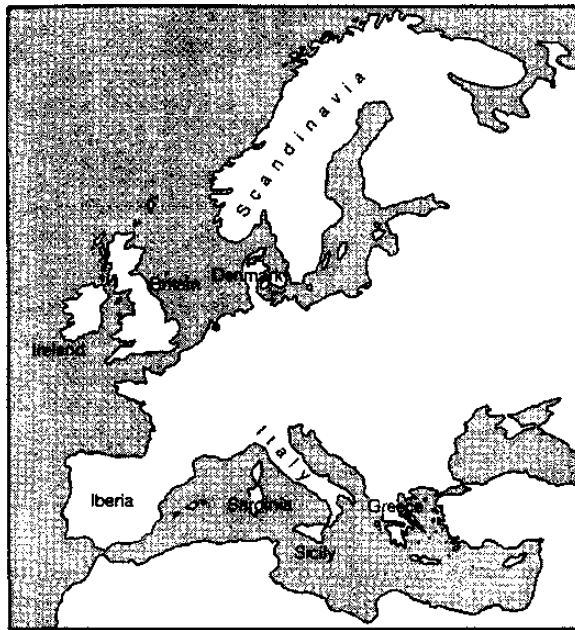 Scandinavia
Denmark
Britain
Ireland
Italy
Iberia
Sardinia
Greece
Sicily